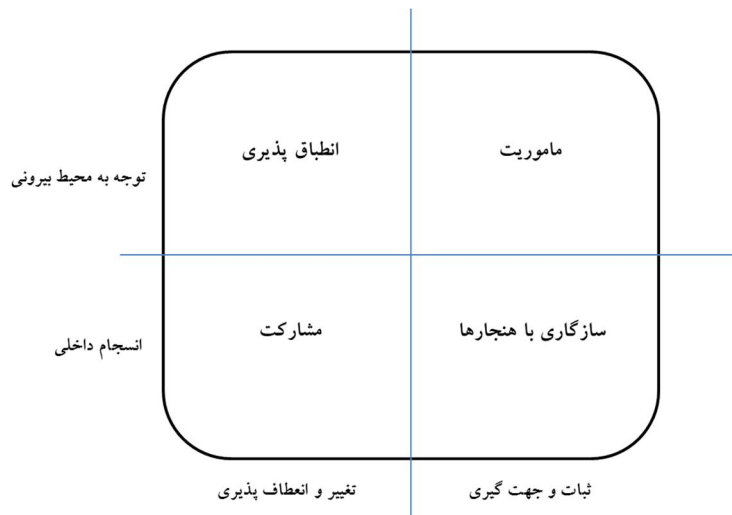 ماموریت
انطباق پذیری
توجه به محیط بیرونی
سازگاری با هنجارها
مشارکت
انسجام داخلی
ثبات و جهت گیری
تغییر و انعطاف پذیری